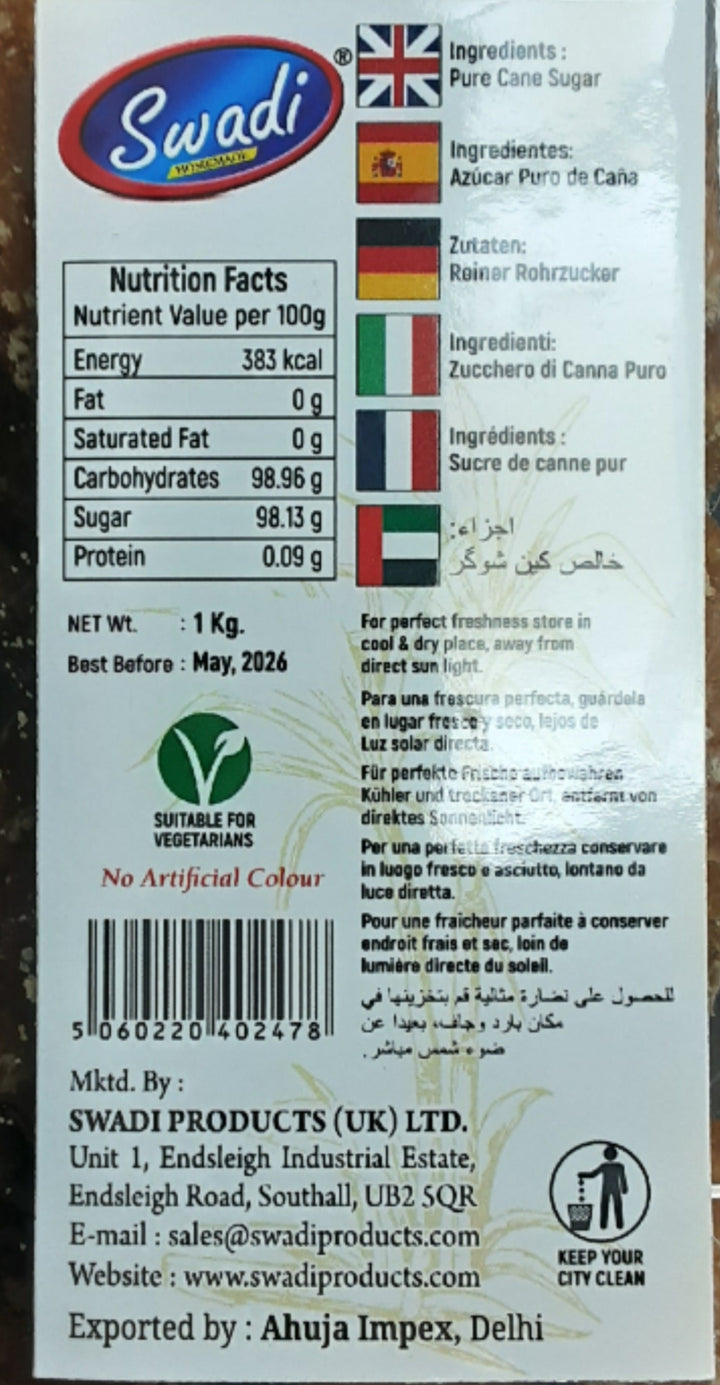 Swadi
HOMEMADE
®
Nutrition Facts
Nutrient Value per 100g
Energy 383 kcal
Fat 0 g
Saturated Fat 0 g
Carbohydrates 98.96 g
Sugar 98.13 g
Protein 0.09 g
NET Wt. : 1 Kg.
Best Before : May, 2026
SUITABLE FOR
VEGETARIANS
No Artificial Colour
5 060220 402478
Ingredients :
Pure Cane Sugar
Ingredientes:
Azúcar Puro de Caña
Zutaten:
Reiner Rohrzucker
Ingredienti:
Zucchero di Canna Puro
Ingrédients :
Sucre de canne pur
اجزاء:
خالص کین شوگر
For perfect freshness store in
cool & dry place, away from
direct sun light.
Para una frescura perfecta, guárdela
en lugar fresco y seco, lejos de
Luz solar directa.
Für perfekte Frische aufbewahren
Kühler und trockener Ort, entfernt von
direktes Sonnenlicht.
Per una perfetta freschezza conservare
in luogo fresco e asciutto, lontano da
luce diretta.
Pour une fraicheur parfaite à conserver
endroit frais et sec, loin de
lumière directe du soleil.
للحصول على نضارة مثالية قم بتخزينها في
مكان بارد وجاف، بعيدا عن
ضوء شمس مباشر.
Mktd. By :
SWADI PRODUCTS (UK) LTD.
Unit 1, Endsleigh Industrial Estate,
Endsleigh Road, Southall, UB2 5QR
E-mail : sales@swadiproducts.com
Website : www.swadiproducts.com
Exported by : Ahuja Impex, Delhi
KEEP YOUR
CITY CLEAN